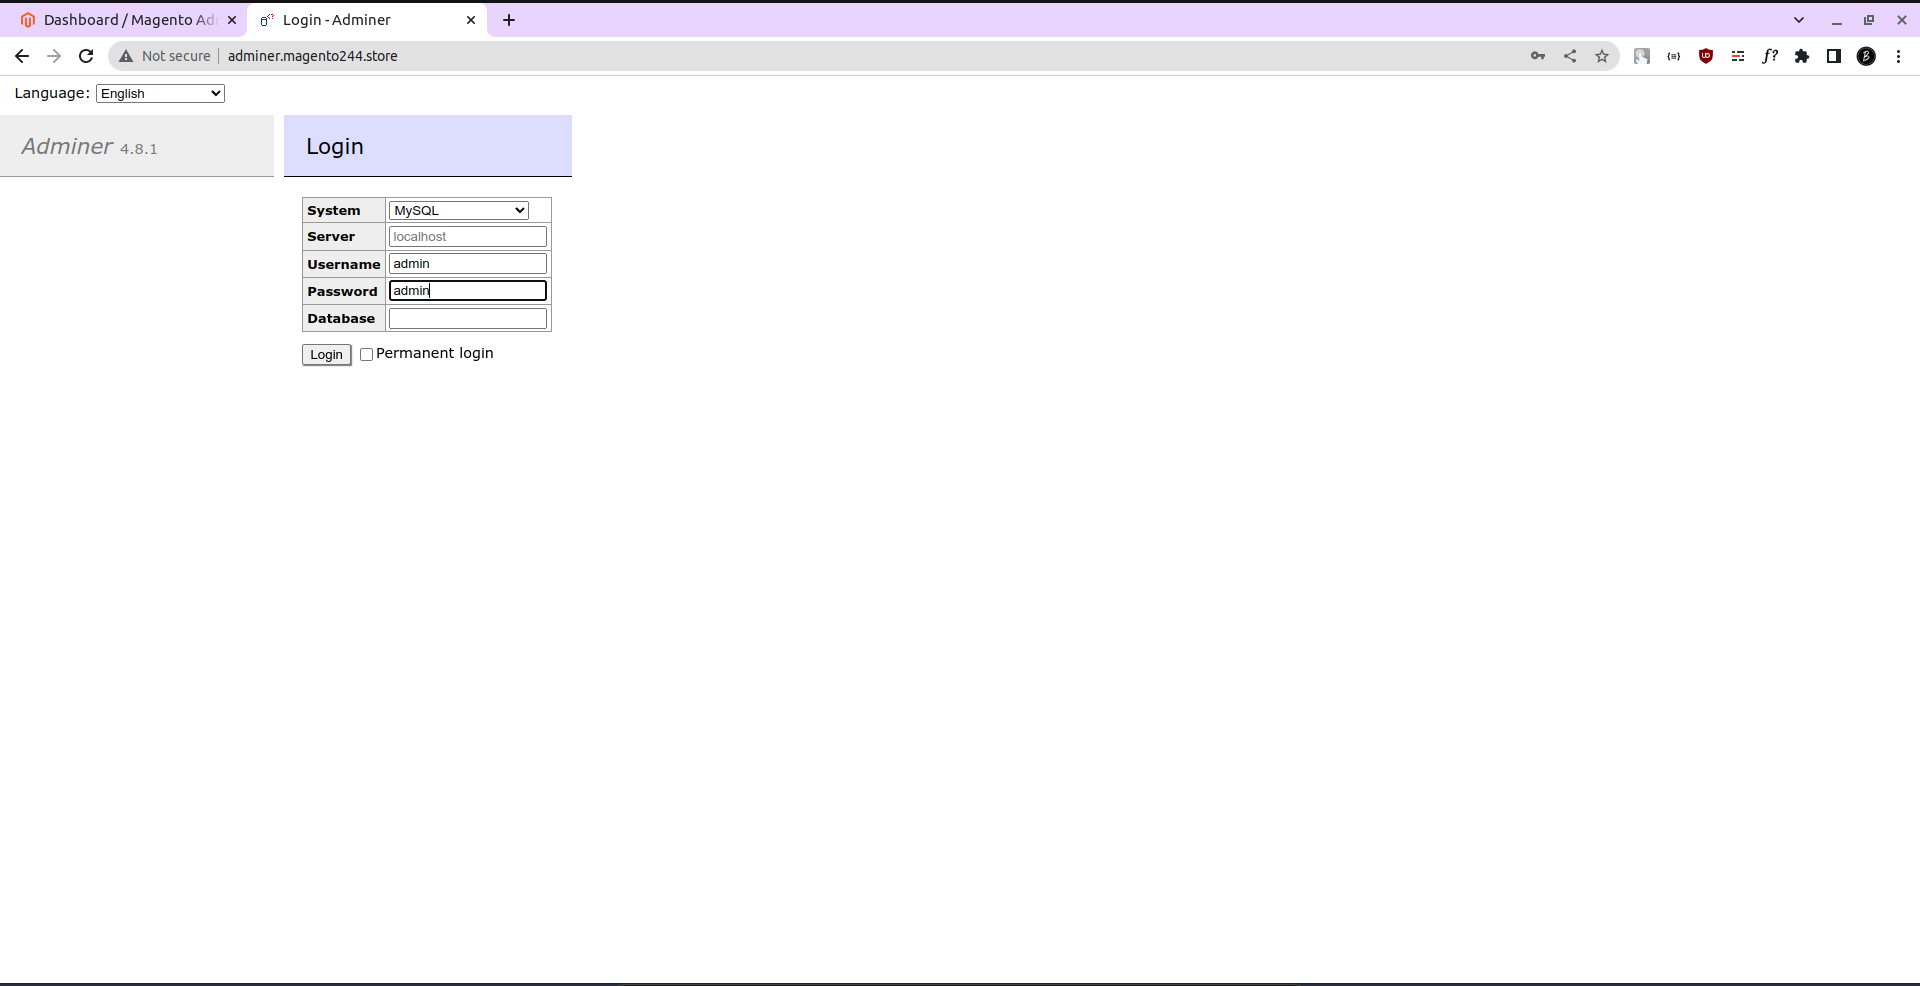 Dashboard / Magento Ad
Login - Adminer
Not secure
adminer.magento244.store
Language: English
Adminer 4.8.1
Login
System MySQL
Server localhost
Username admin
Password admin
Database
Login Permanent login